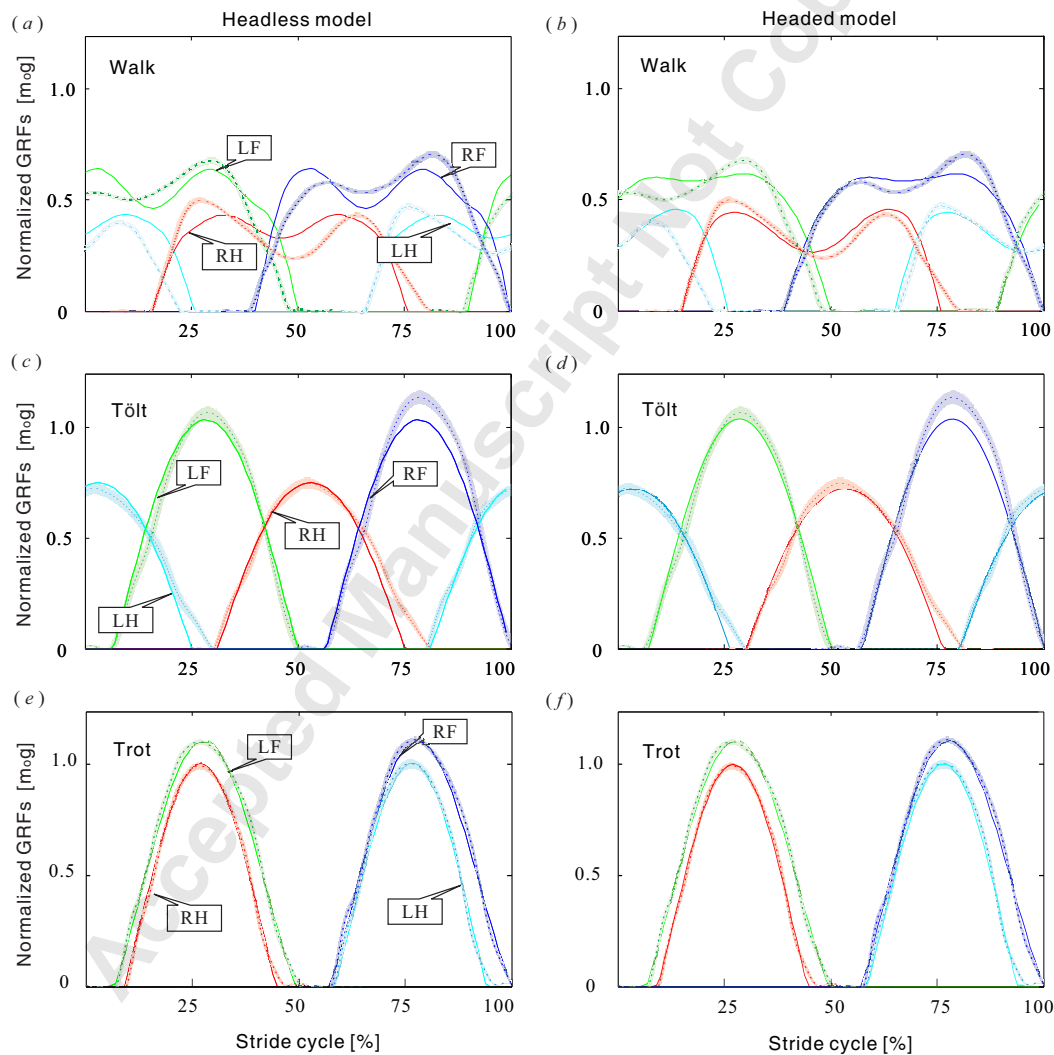 (a) Headless model (b) Headed model
Normalized GRFs [m₀g]
Walk Walk
1.0 1.0
LF RF
0.5 0.5
RH LH
0 0
25 50 75 100 25 50 75 100
(c) (d)
Normalized GRFs [m₀g]
Tölt Tölt
1.0 1.0
LF RF
RH
0.5 0.5
LH
0 0
25 50 75 100 25 50 75 100
(e) (f)
Normalized GRFs [m₀g]
Trot Trot
LF RF
1.0 1.0
0.5 0.5
RH LH
0 0
25 50 75 100 25 50 75 100
Stride cycle [%] Stride cycle [%]
Accepted Manuscript Not Cop